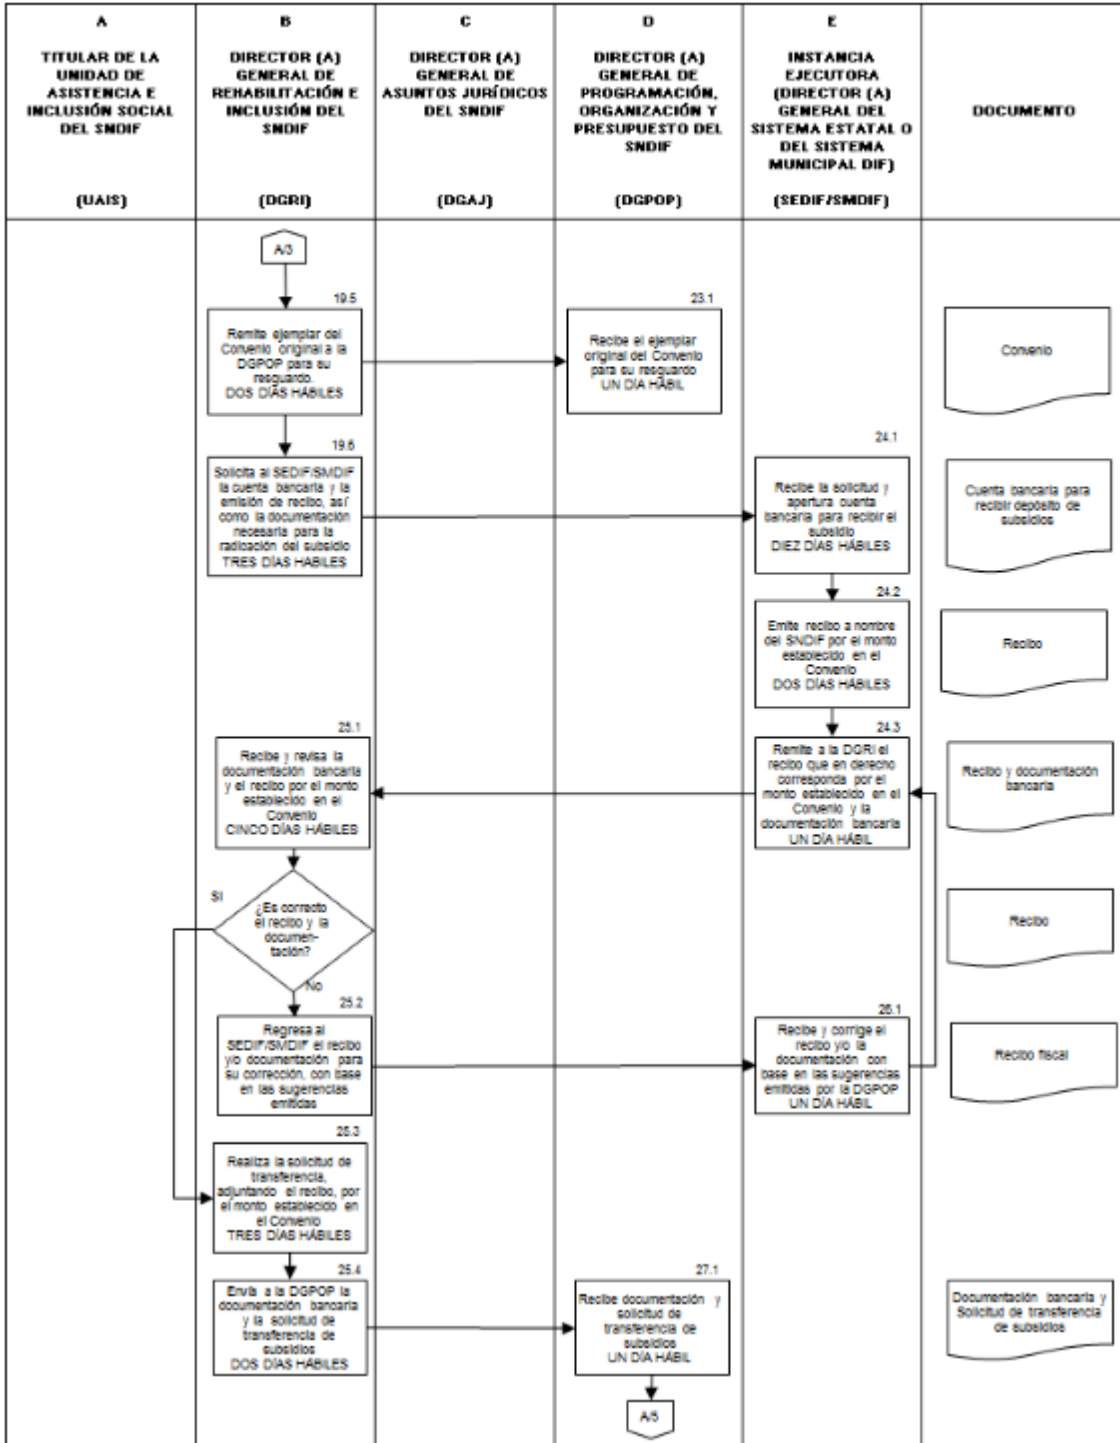 A
TITULAR DE LA
UNIDAD DE
ASISTENCIA E
INCLUSIÓN SOCIAL
DEL SNDIF
(UAIS)
B
DIRECTOR (A)
GENERAL DE
REHABILITACIÓN E
INCLUSIÓN DEL
SNDIF
(DGRI)
C
DIRECTOR (A)
GENERAL DE
ASUNTOS JURÍDICOS
DEL SNDIF
(DGAJ)
D
DIRECTOR (A)
GENERAL DE
PROGRAMACIÓN,
ORGANIZACIÓN Y
PRESUPUESTO DEL
SNDIF
(DGPOP)
E
INSTANCIA
EJECUTORA
(DIRECTOR (A)
GENERAL DEL
SISTEMA ESTATAL O
DEL SISTEMA
MUNICIPAL DIF)
(SEDIF/SMDIF)
DOCUMENTO
A/3
19.5
Remite ejemplar del
Convenio original a la
DGPOP para su
resguardo.
DOS DÍAS HÁBILES
23.1
Recibe el ejemplar
original del Convenio
para su resguardo
UN DÍA HÁBIL
Convenio
19.6
Solicita al SEDIF/SMDIF
la cuenta bancaria y la
emisión de recibo, así
como la documentación
necesaria para la
radicación del subsidio
TRES DÍAS HÁBILES
24.1
Recibe la solicitud y
apertura cuenta
bancaria para recibir el
subsidio
DIEZ DÍAS HÁBILES
Cuenta bancaria para
recibir depósito de
subsidios
24.2
Emite recibo a nombre
del SNDIF por el monto
establecido en el
Convenio
DOS DÍAS HÁBILES
Recibo
25.1
Recibe y revisa la
documentación bancaria
y el recibo por el monto
establecido en el
Convenio
CINCO DÍAS HÁBILES
24.3
Remite a la DGRI el
recibo que en derecho
corresponda por el
monto establecido en el
Convenio y la
documentación bancaria
UN DÍA HÁBIL
Recibo y documentación
bancaria
SI
¿Es correcto
el recibo y la
documen-
tación?
No
Recibo
25.2
Regresa al
SEDIF/SMDIF el recibo
y/o documentación para
su corrección, con base
en las sugerencias
emitidas
26.1
Recibe y corrige el
recibo y/o la
documentación con
base en las sugerencias
emitidas por la DGPOP
UN DÍA HÁBIL
Recibo fiscal
25.3
Realiza la solicitud de
transferencia,
adjuntando el recibo, por
el monto establecido en
el Convenio
TRES DÍAS HÁBILES
25.4
Envía a la DGPOP la
documentación bancaria
y la solicitud de
transferencia de
subsidios
DOS DÍAS HÁBILES
27.1
Recibe documentación y
solicitud de
transferencia de
subsidios
UN DÍA HÁBIL
Documentación bancaria y
Solicitud de transferencia
de subsidios
A/5